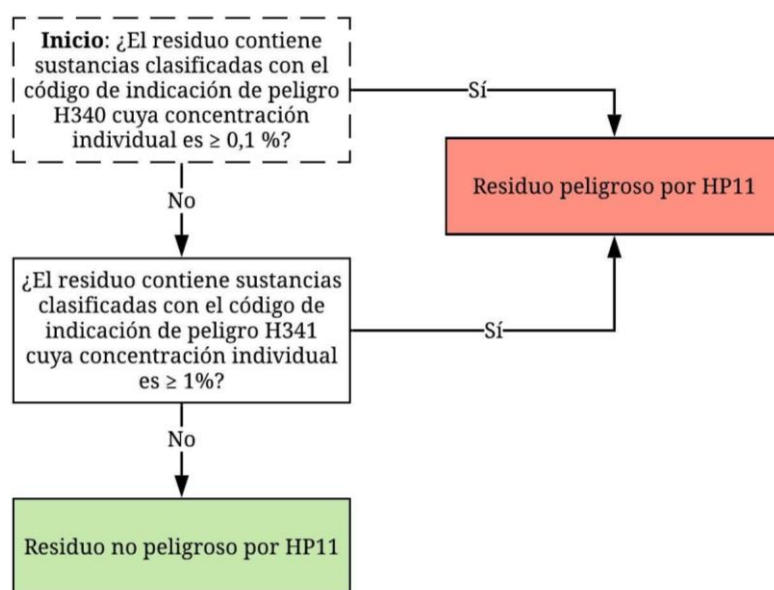 Inicio: ¿El residuo contiene
sustancias clasificadas con el
código de indicación de peligro
H340 cuya concentración
individual es ≥ 0,1 %?
Sí
Residuo peligroso por HP11
No
¿El residuo contiene sustancias
clasificadas con el código de
indicación de peligro H341
cuya concentración individual
es ≥ 1%?
Sí
No
Residuo no peligroso por HP11